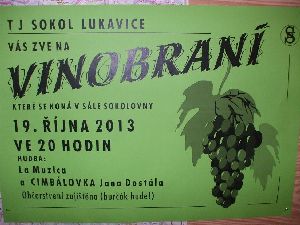 TJ SOKOL LUKAVICE
VÁS ZVE NA
VINOBRANÍ
KTERÉ SE KONÁ V SÁLE SOKOLOVNY
19. ŘÍJNA 2013
VE 20 HODIN
HUDBA:
La Muzica
a CIMBÁLOVKA Jana Dostála
Občerstvení zajištěno (burčák bude!)